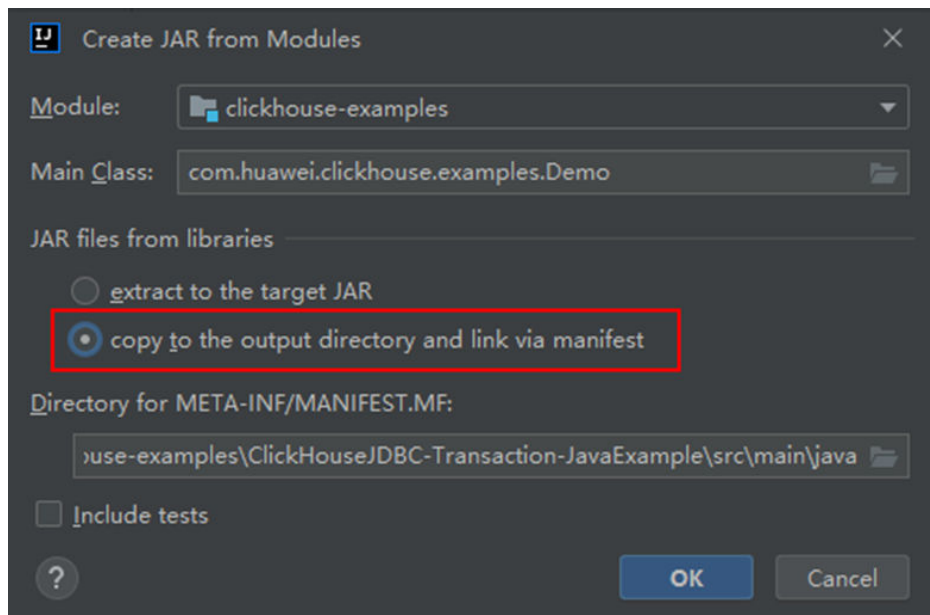 IJ
Create JAR from Modules
Module: clickhouse-examples
Main Class: com.huawei.clickhouse.examples.Demo
JAR files from libraries
extract to the target JAR
copy to the output directory and link via manifest
Directory for META-INF/MANIFEST.MF:
use-examples\ClickHouseJDBC-Transaction-JavaExample\src\main\java
Include tests
? OK Cancel